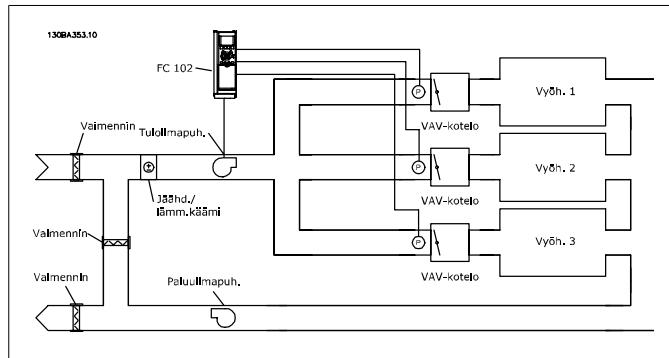 130BA353.10
FC 102
Vaimennin
Tuloilmapuh.
Jäähd./
lämm.käämi
Vaimennin
Vaimennin
Paluuilmapuh.
P
VAV-kotelo
Vyöh. 1
P
VAV-kotelo
Vyöh. 2
P
VAV-kotelo
Vyöh. 3